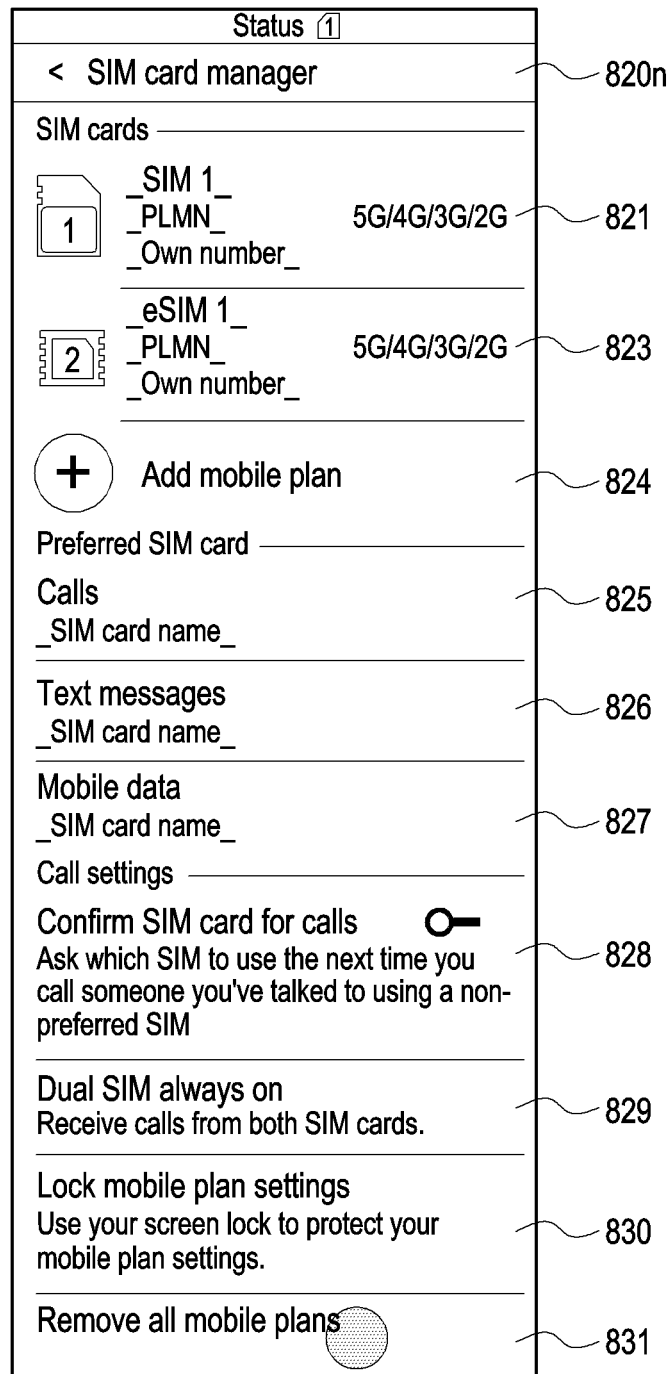 Status 1
< SIM card manager 820n
SIM cards
_SIM 1_
1 _PLMN_ 5G/4G/3G/2G 821
_Own number_
_eSIM 1_
2 _PLMN_ 5G/4G/3G/2G 823
_Own number_
+ Add mobile plan 824
Preferred SIM card
Calls 825
_SIM card name_
Text messages 826
_SIM card name_
Mobile data 827
_SIM card name_
Call settings
Confirm SIM card for calls
Ask which SIM to use the next time you 828
call someone you've talked to using a non-
preferred SIM
Dual SIM always on 829
Receive calls from both SIM cards.
Lock mobile plan settings
Use your screen lock to protect your 830
mobile plan settings.
Remove all mobile plans 831